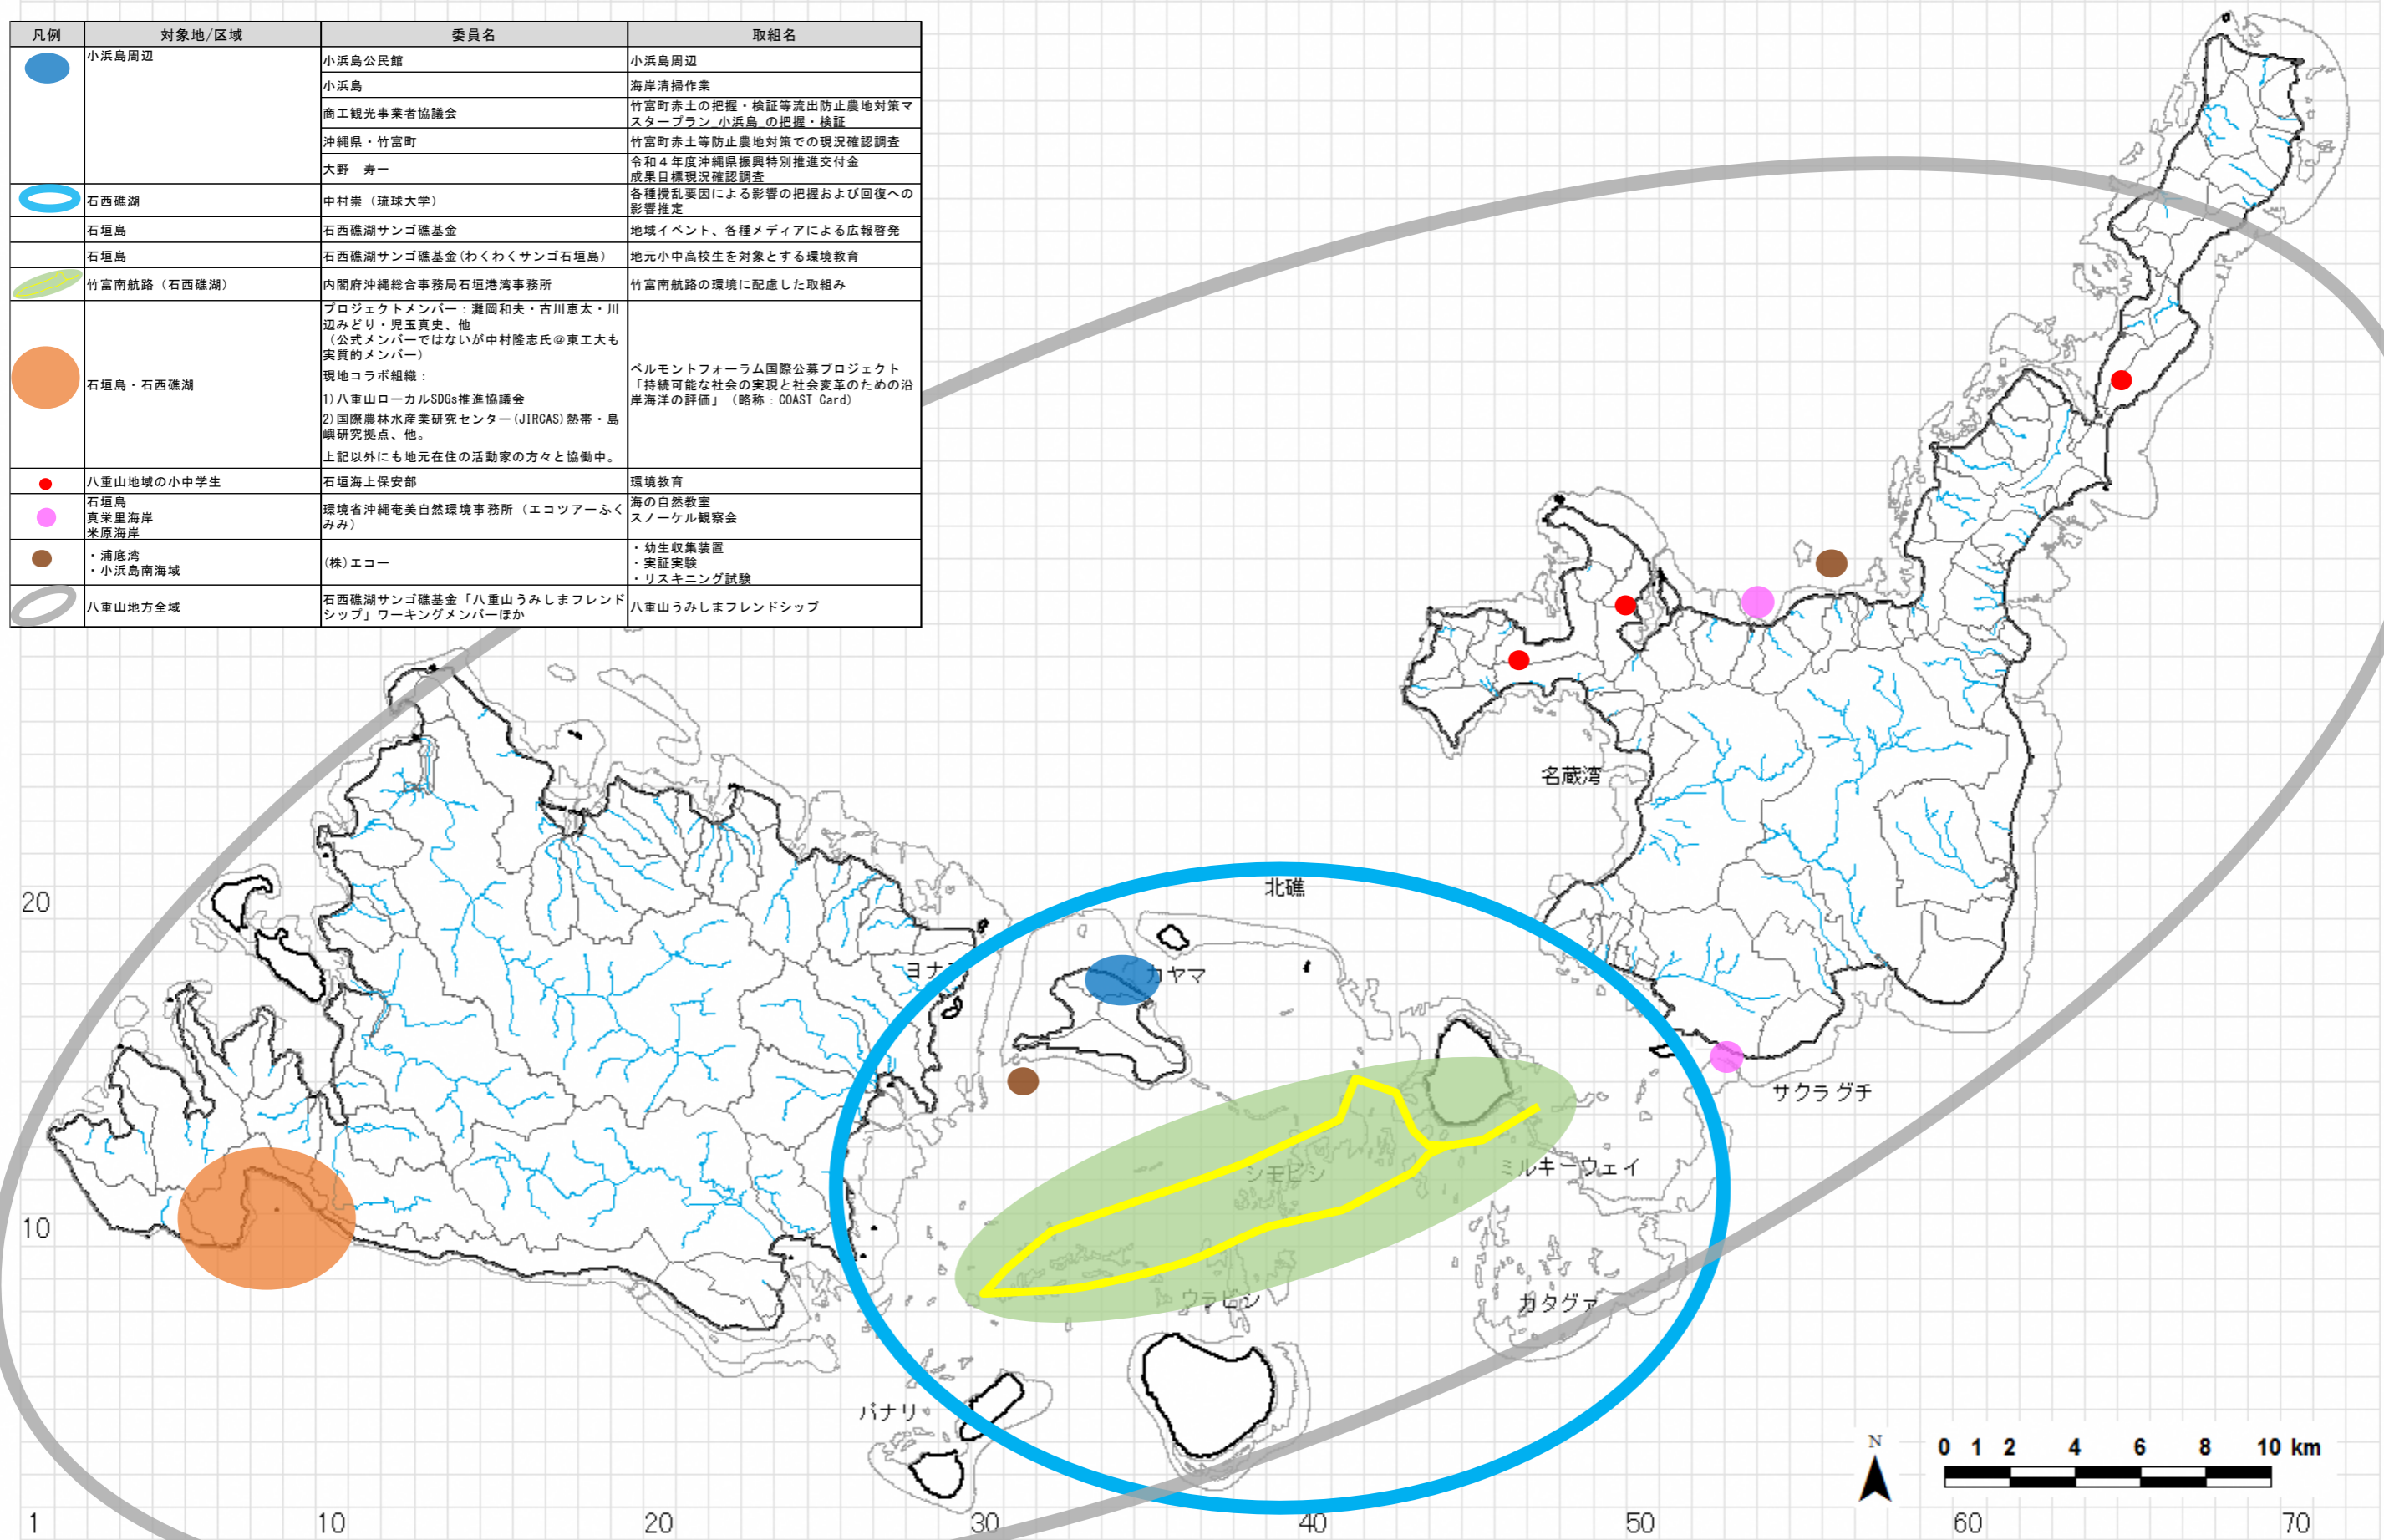 凡例 対象地/区域 委員名 取組名
小浜島周辺
小浜島公民館 小浜島周辺
小浜島 海岸清掃作業
商工観光事業者協議会 竹富町赤土の把握・検証等流出防止農地対策マ
スタープラン_小浜島_の把握・検証
沖縄県・竹富町 竹富町赤土等防止農地対策での現況確認調査
大野 寿一 令和４年度沖縄県振興特別推進交付金
成果目標現況確認調査
石西礁湖 中村崇（琉球大学） 各種攪乱要因による影響の把握および回復への
影響推定
石垣島 石西礁湖サンゴ礁基金 地域イベント、各種メディアによる広報啓発
石垣島 石西礁湖サンゴ礁基金(わくわくサンゴ石垣島) 地元小中高校生を対象とする環境教育
竹富南航路（石西礁湖） 内閣府沖縄総合事務局石垣港湾事務所 竹富南航路の環境に配慮した取組み
石垣島・石西礁湖
プロジェクトメンバー：灘岡和夫・古川恵太・川
辺みどり・児玉真史、他
（公式メンバーではないが中村隆志氏＠東工大も
実質的メンバー）
現地コラボ組織：
1)八重山ローカルSDGs推進協議会
2)国際農林水産業研究センター(JIRCAS)熱帯・島
嶼研究拠点、他。
上記以外にも地元在住の活動家の方々と協働中。
ベルモントフォーラム国際公募プロジェクト
「持続可能な社会の実現と社会変革のための沿
岸海洋の評価」（略称：COAST Card）
八重山地域の小中学生 石垣海上保安部 環境教育
石垣島
真栄里海岸
米原海岸
環境省沖縄奄美自然環境事務所（エコツアーふく
みみ）
海の自然教室
スノーケル観察会
・浦底湾
・小浜島南海域
(株)エコー
・幼生収集装置
・実証実験
・リスキニング試験
八重山地方全域
石西礁湖サンゴ礁基金「八重山うみしまフレンド
シップ」ワーキングメンバーほか
八重山うみしまフレンドシップ
名蔵湾
北礁
カヤマ
サクラグチ
シモビシ
ミルキーウェイ
ウラビシ
カタグァ
パナリ
20
10
N
0 1 2 4 6 8 10 km
1 10 20 30 40 50 60 70